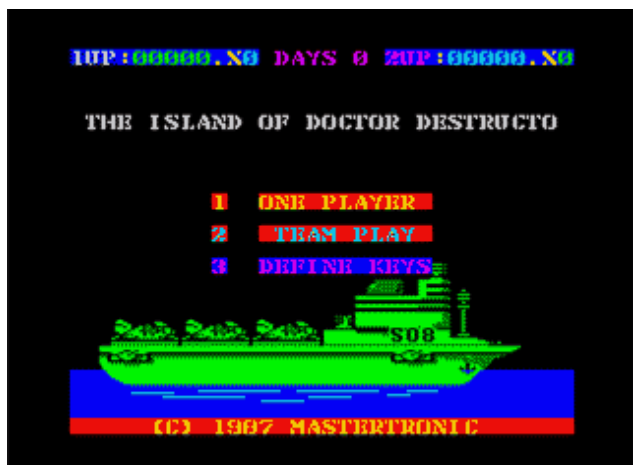 1UP:00000.X0 DAYS 0 2UP:00000.X0
THE ISLAND OF DOCTOR DESTRUCTO
1 ONE PLAYER
2 TEAM PLAY
3 DEFINE KEYS
S08
(C) 1987 MASTERTRONIC